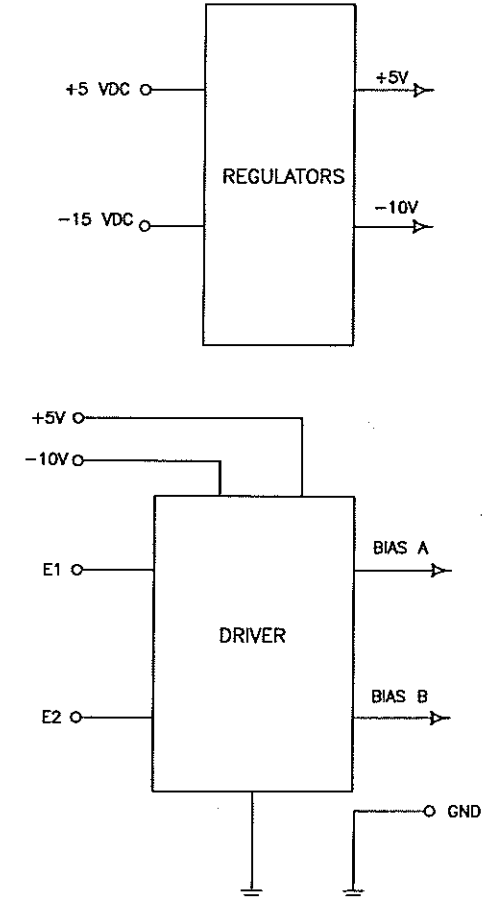 +5 VDC
+5V
REGULATORS
-15 VDC
-10V
+5V
-10V
E1
BIAS A
DRIVER
E2
BIAS B
GND